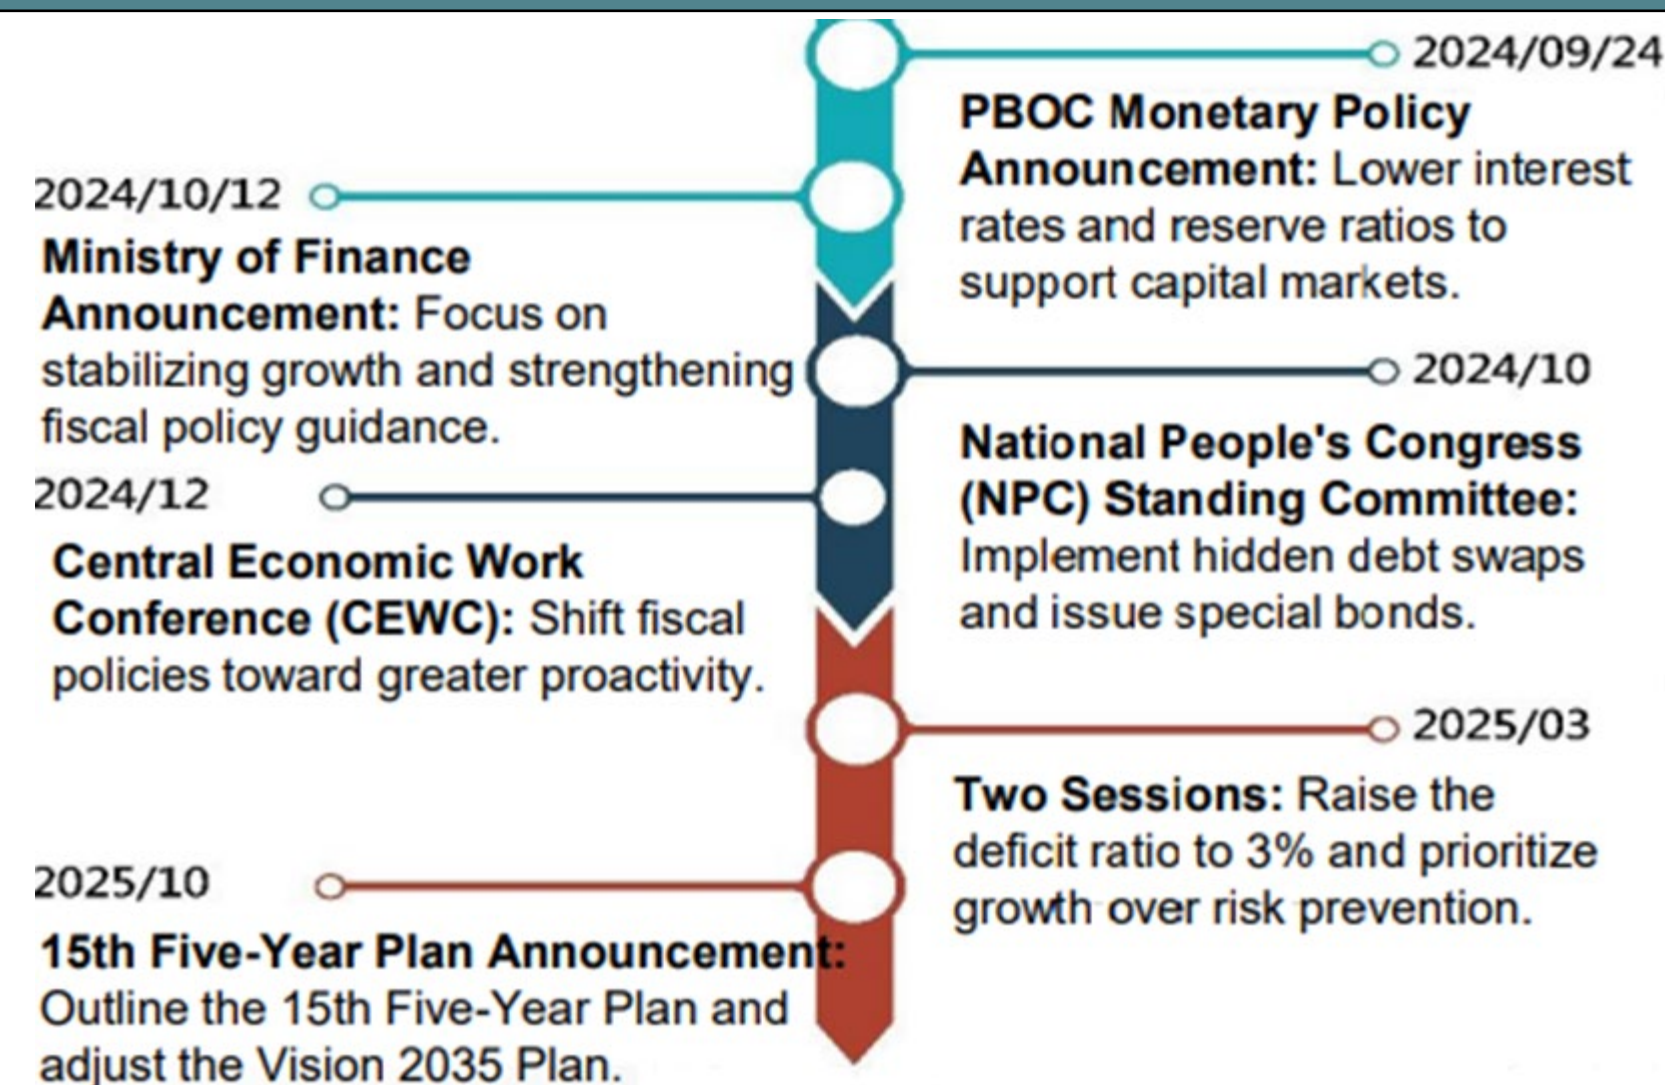 2024/09/24
PBOC Monetary Policy
Announcement: Lower interest
rates and reserve ratios to
support capital markets.
2024/10/12
Ministry of Finance
Announcement: Focus on
stabilizing growth and strengthening
fiscal policy guidance.
2024/10
National People's Congress
(NPC) Standing Committee:
Implement hidden debt swaps
and issue special bonds.
2024/12
Central Economic Work
Conference (CEWC): Shift fiscal
policies toward greater proactivity.
2025/03
Two Sessions: Raise the
deficit ratio to 3% and prioritize
growth over risk prevention.
2025/10
15th Five-Year Plan Announcement:
Outline the 15th Five-Year Plan and
adjust the Vision 2035 Plan.